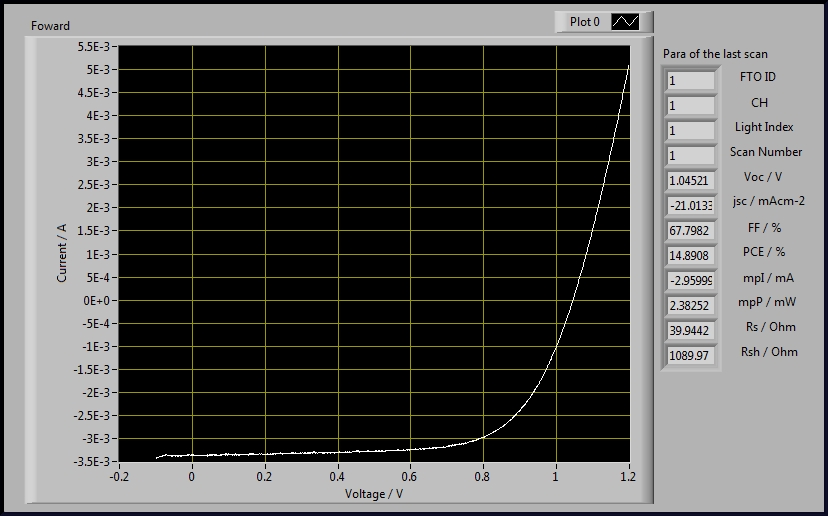 Foward
Plot 0
5.5E-3
5E-3
4.5E-3
4E-3
3.5E-3
3E-3
2.5E-3
2E-3
1.5E-3
1E-3
5E-4
0E+0
-5E-4
-1E-3
-1.5E-3
-2E-3
-2.5E-3
-3E-3
-3.5E-3
Current / A
-0.2 0 0.2 0.4 0.6 0.8 1 1.2
Voltage / V
Para of the last scan
1 FTO ID
1 CH
1 Light Index
1 Scan Number
1.04521 Voc / V
-21.0133 jsc / mAcm-2
67.7982 FF / %
14.8908 PCE / %
-2.95999 mpI / mA
2.38252 mpP / mW
39.9442 Rs / Ohm
1089.97 Rsh / Ohm